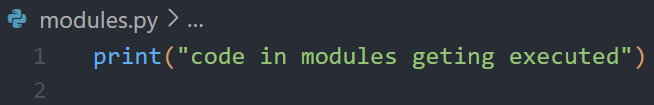 modules.py > ...
1 print("code in modules geting executed")
2